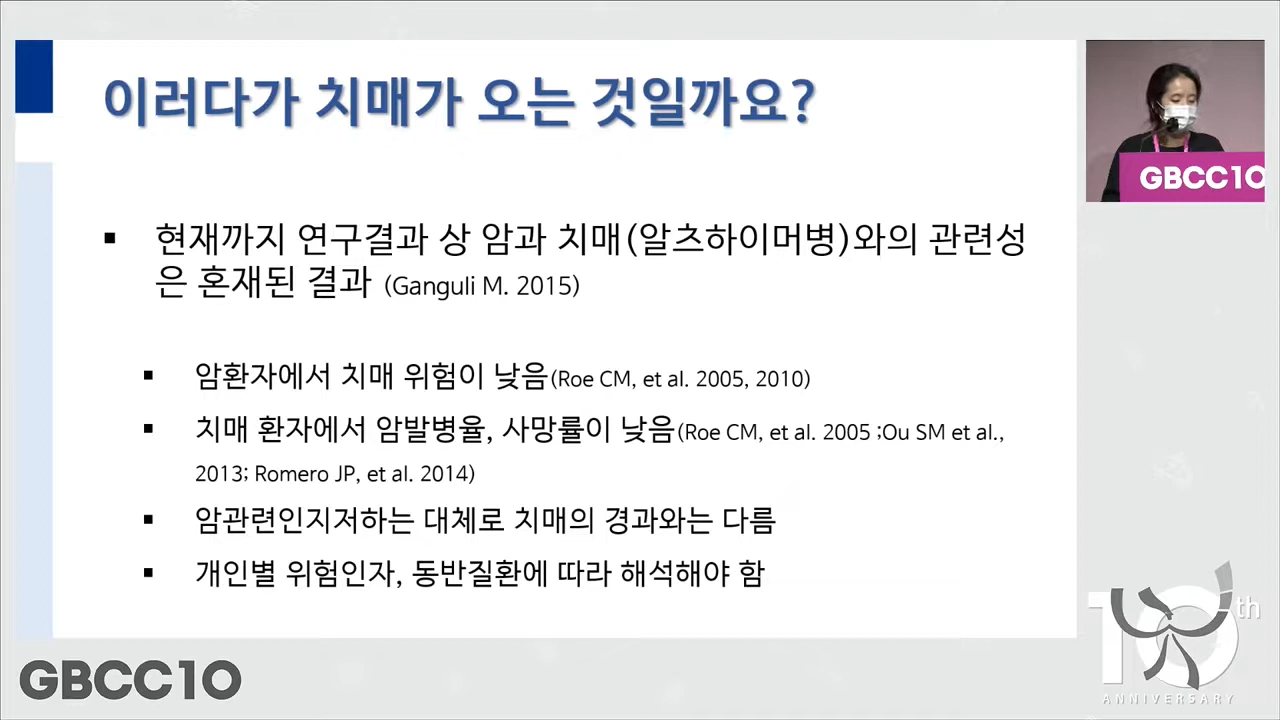 이러다가 치매가 오는 것일까요?
현재까지 연구결과 상 암과 치매(알츠하이머병)와의 관련성
은 혼재된 결과 (Ganguli M. 2015)
암환자에서 치매 위험이 낮음(Roe CM, et al. 2005, 2010)
치매 환자에서 암발병율, 사망률이 낮음(Roe CM, et al. 2005 ;Ou SM et al.,
2013; Romero JP, et al. 2014)
암관련인지저하는 대체로 치매의 경과와는 다름
개인별 위험인자, 동반질환에 따라 해석해야 함
GBCC10
GBCC10
10th
ANNIVERSARY